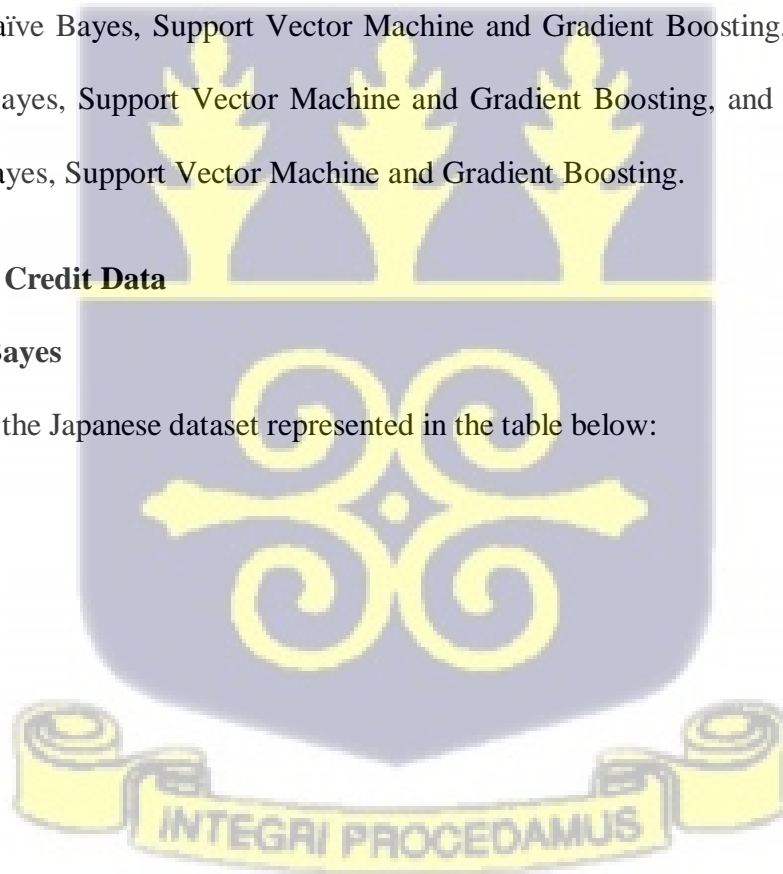 aïve Bayes, Support Vector Machine and Gradient Boosting.
ayes, Support Vector Machine and Gradient Boosting, and
ayes, Support Vector Machine and Gradient Boosting.
Credit Data
Bayes
the Japanese dataset represented in the table below:
INTEGRI PROCEDAMUS